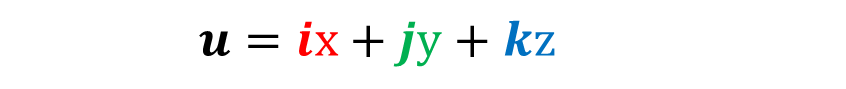 u = ix + jy + kz